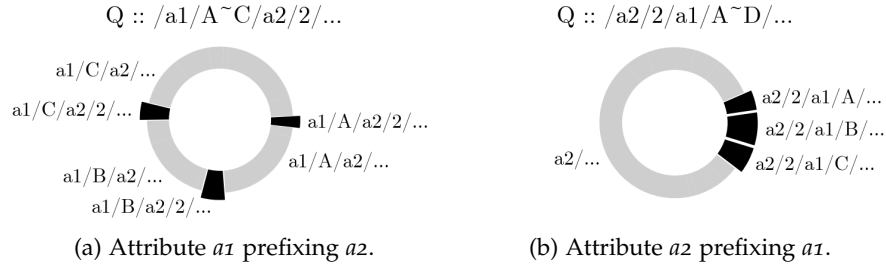 Q :: /a1/A~C/a2/2/...
a1/C/a2/...
a1/C/a2/2/...
a1/A/a2/2/...
a1/A/a2/...
a1/B/a2/...
a1/B/a2/2/...
(a) Attribute a1 prefixing a2.
Q :: /a2/2/a1/A~D/...
a2/2/a1/A/...
a2/2/a1/B/...
a2/...
a2/2/a1/C/...
(b) Attribute a2 prefixing a1.